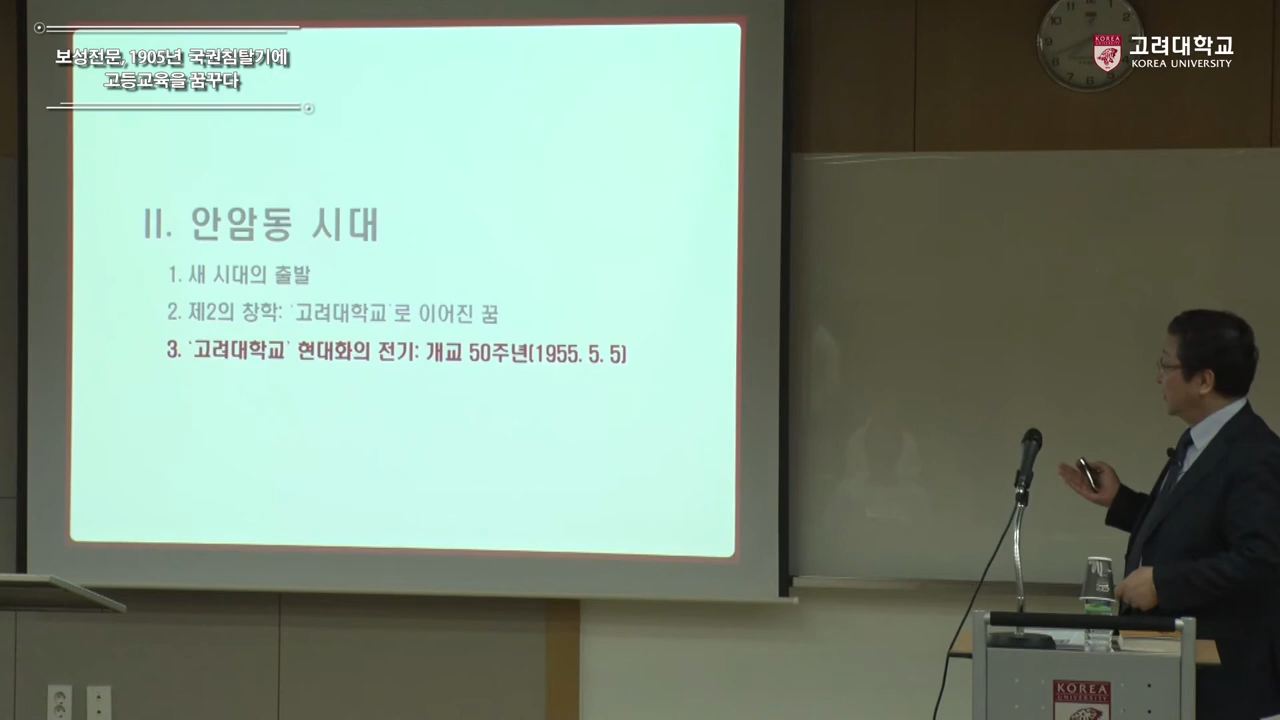 보성전문, 1905년 국권침탈기에
고등교육을 꿈꾸다
KOREA
고려대학교
KOREA UNIVERSITY
II. 안암동 시대
1. 새 시대의 출발
2. 제2의 창학: '고려대학교'로 이어진 꿈
3. '고려대학교' 현대화의 전기: 개교 50주년(1955. 5. 5)
KOREA
UNIVERSITY